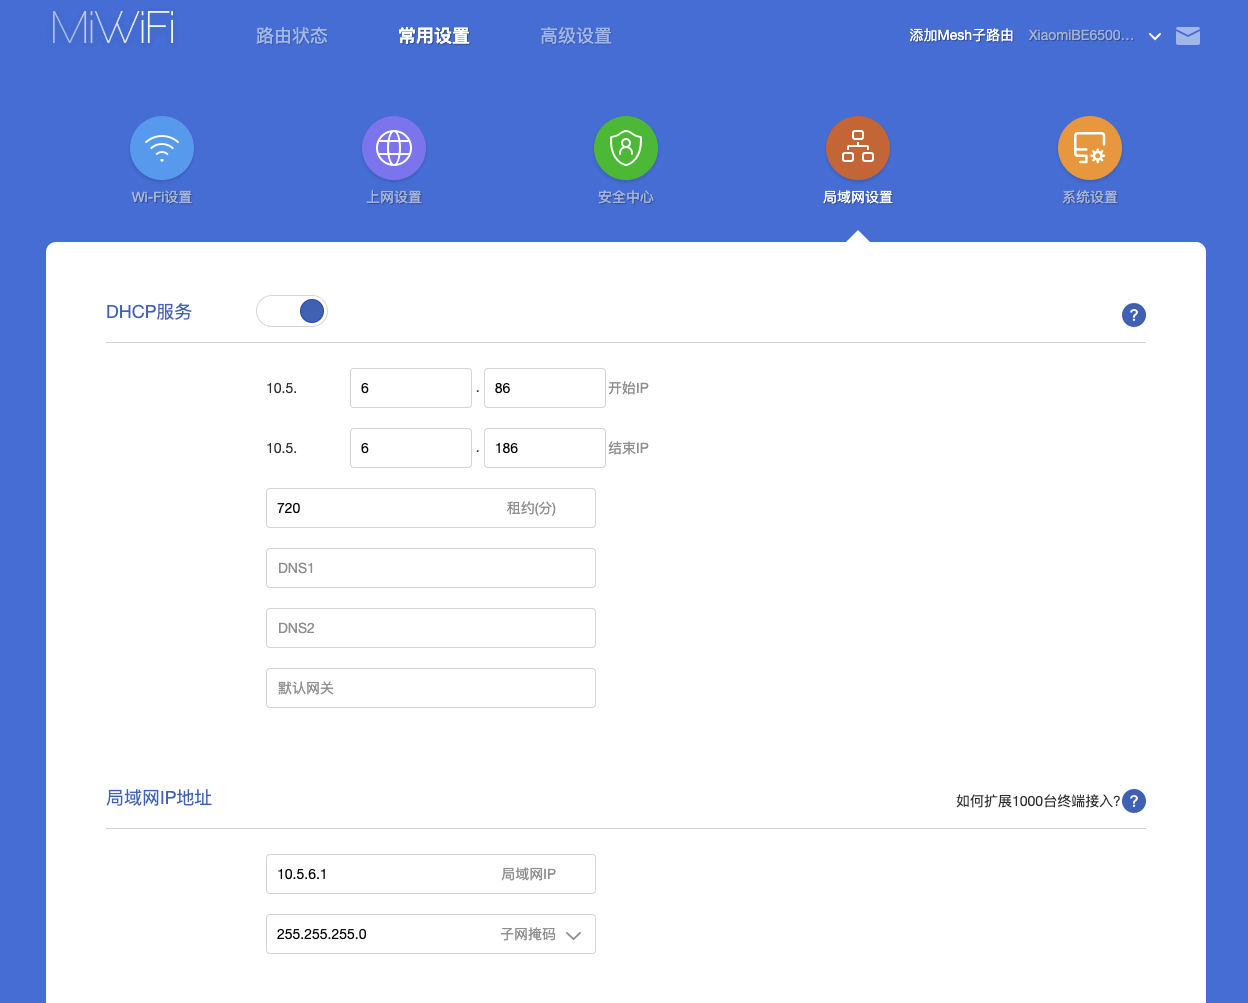 MiWiFi 路由状态 常用设置 高级设置 添加Mesh子路由 XiaomiBE6500...
Wi-Fi设置 上网设置 安全中心 局域网设置 系统设置
DHCP服务 ?
10.5. 6 . 86 开始IP
10.5. 6 . 186 结束IP
720 租约(分)
DNS1
DNS2
默认网关
局域网IP地址 如何扩展1000台终端接入? ?
10.5.6.1 局域网IP
255.255.255.0 子网掩码